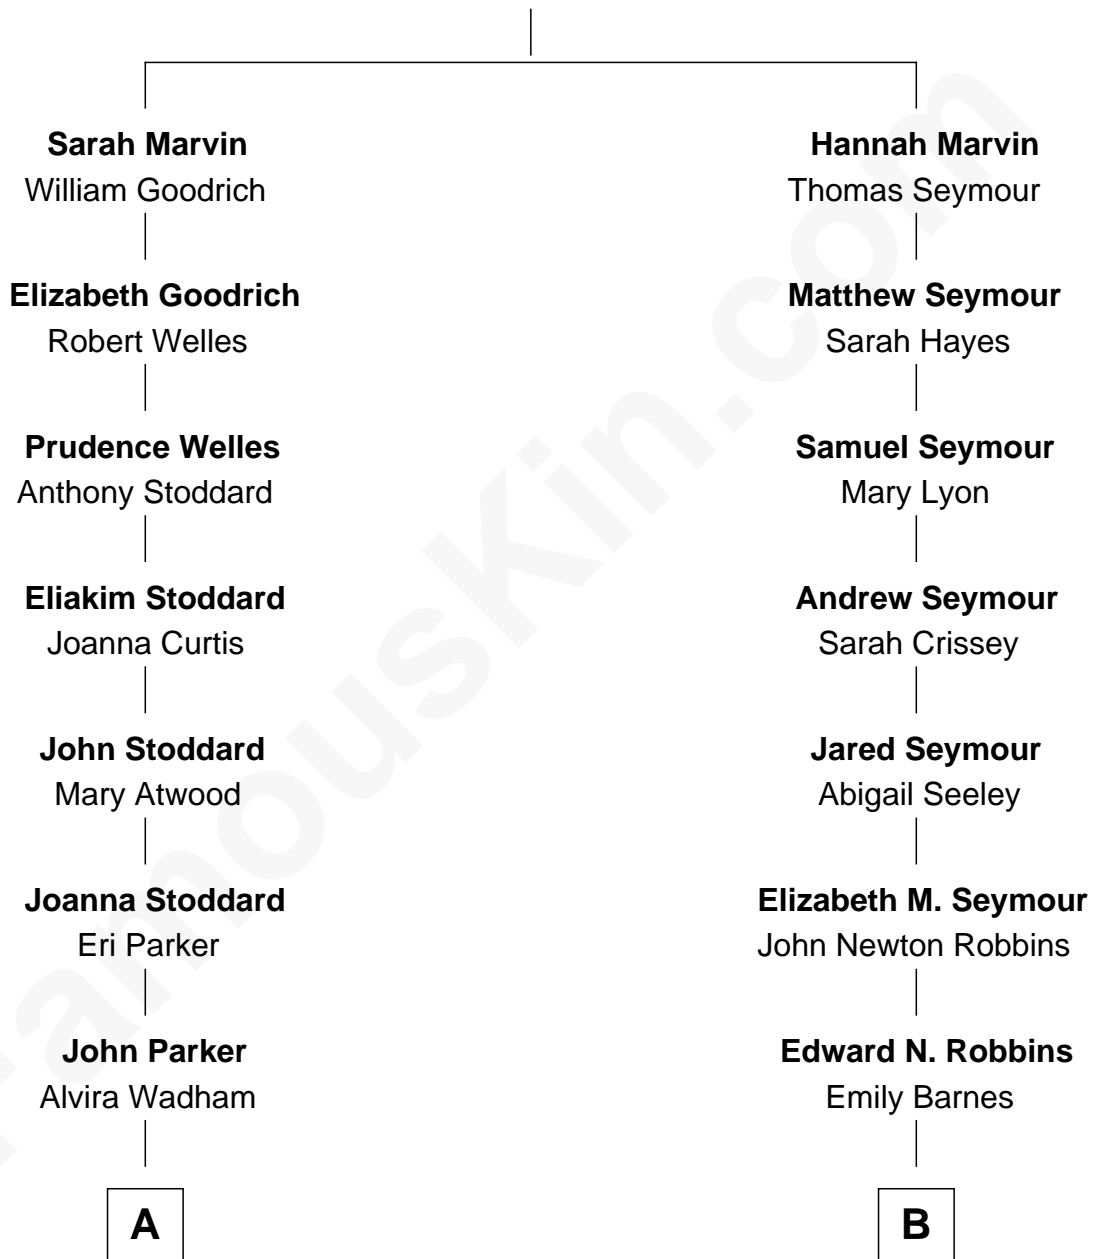 Sarah Marvin
William Goodrich
Elizabeth Goodrich
Robert Welles
Prudence Welles
Anthony Stoddard
Eliakim Stoddard
Joanna Curtis
John Stoddard
Mary Atwood
Joanna Stoddard
Eri Parker
John Parker
Alvira Wadham
A
Hannah Marvin
Thomas Seymour
Matthew Seymour
Sarah Hayes
Samuel Seymour
Mary Lyon
Andrew Seymour
Sarah Crissey
Jared Seymour
Abigail Seeley
Elizabeth M. Seymour
John Newton Robbins
Edward N. Robbins
Emily Barnes
B
FamousKin.com